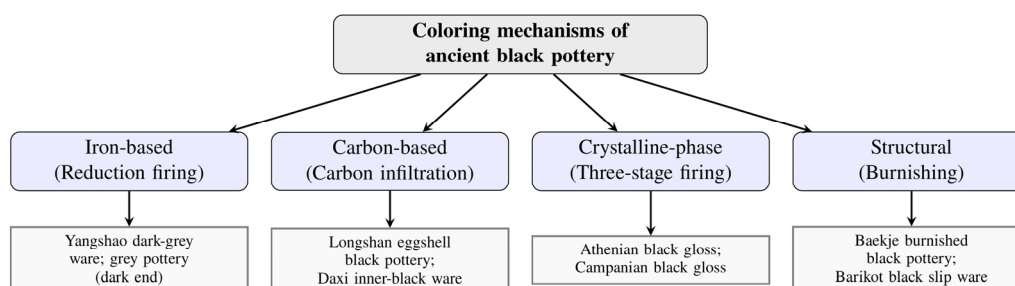 Coloring mechanisms of
ancient black pottery
Iron-based
(Reduction firing)
Carbon-based
(Carbon infiltration)
Crystalline-phase
(Three-stage firing)
Structural
(Burnishing)
Yangshao dark-grey
ware; grey pottery
(dark end)
Longshan eggshell
black pottery;
Daxi inner-black ware
Athenian black gloss;
Campanian black gloss
Baekje burnished
black pottery;
Barikot black slip ware